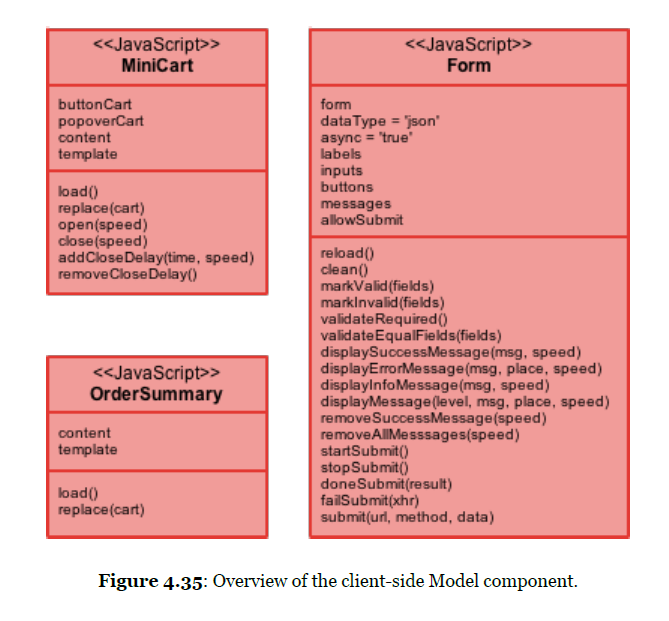 <<JavaScript>>
MiniCart
buttonCart
popoverCart
content
template
load()
replace(cart)
open(speed)
close(speed)
addCloseDelay(time, speed)
removeCloseDelay()
<<JavaScript>>
OrderSummary
content
template
load()
replace(cart)
<<JavaScript>>
Form
form
dataType = 'json'
async = 'true'
labels
inputs
buttons
messages
allowSubmit
reload()
clean()
markValid(fields)
markInvalid(fields)
validateRequired()
validateEqualFields(fields)
displaySuccessMessage(msg, speed)
displayErrorMessage(msg, place, speed)
displayInfoMessage(msg, speed)
displayMessage(level, msg, place, speed)
removeSuccessMessage(speed)
removeAllMesssages(speed)
startSubmit()
stopSubmit()
doneSubmit(result)
failSubmit(xhr)
submit(url, method, data)
Figure 4.35: Overview of the client-side Model component.